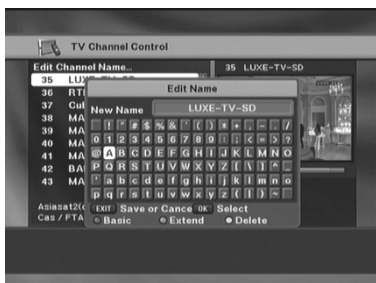 TV Channel Control
Edit Channel Name...
35 LUXE-TV-SD
35
36 RT
37 Cul
38 MA
39 MA
40 MA
41 MA
42 BA
43 MA
Edit Name
New Name LUXE-TV-SD
! " # $ % & ' ( ) * + , - . /
0 1 2 3 4 5 6 7 8 9 : ; < = > ?
@ A B C D E F G H I J K L M N O
P Q R S T U V W X Y Z [ \ ] ^ _
' a b c d e f g h i j k l m n o
p q r s t u v w x y z { | } ~
EXIT Save or Cance OK Select
Basic Extend Delete
Asiasat2(
Cas / FTA